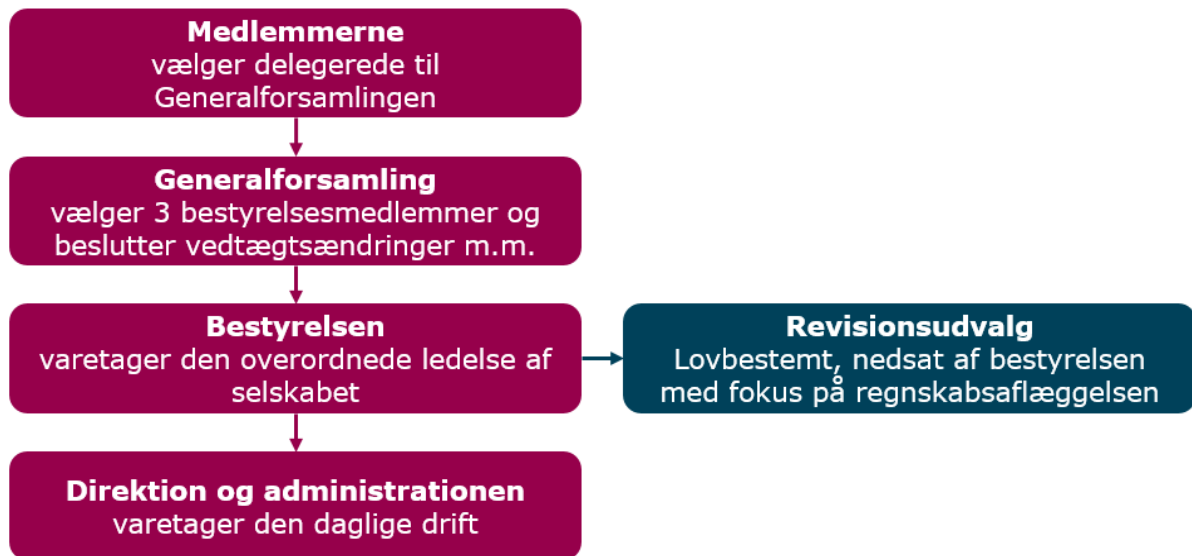 Medlemmerne
vælger delegerede til
Generalforsamlingen
Generalforsamling
vælger 3 bestyrelsesmedlemmer og
beslutter vedtægtsændringer m.m.
Bestyrelsen
varetager den overordnede ledelse af
selskabet
Revisionsudvalg
Lovbestemt, nedsat af bestyrelsen
med fokus på regnskabsaflæggelsen
Direktion og administrationen
varetager den daglige drift